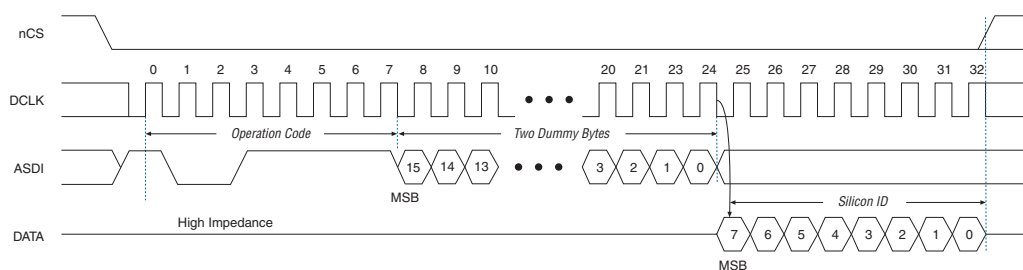 nCS
0 1 2 3 4 5 6 7 8 9 10 20 21 23 24 25 26 27 28 29 30 31 32
DCLK
Operation Code Two Dummy Bytes
ASDI 15 14 13 3 2 1 0
MSB
Silicon ID
High Impedance
DATA 7 6 5 4 3 2 1 0
MSB